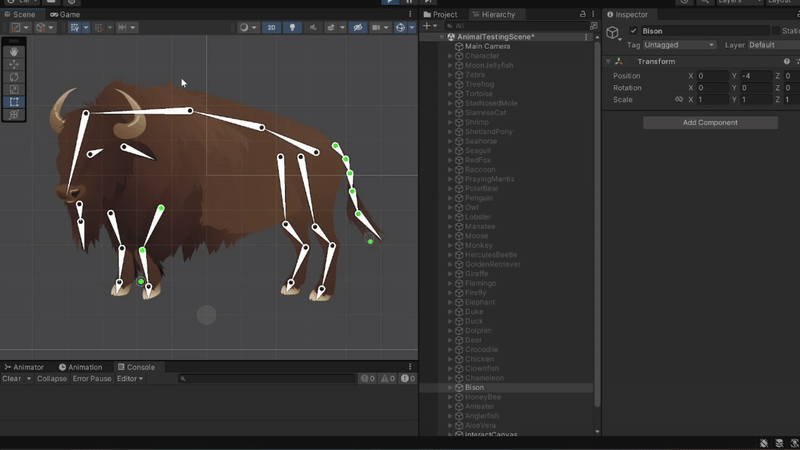 Scene
Game
2D
Project
Hierarchy
All
AnimalTestingScene*
Main Camera
Character
MoonJellyfish
Zebra
Treefrog
Tortoise
StarNosedMole
SiameseCat
Shrimp
ShetlandPony
Seahorse
Seagull
RedFox
Raccoon
PrayingMantis
PolarBear
Penguin
Owl
Lobster
Manatee
Moose
Monkey
HerculesBeetle
GoldenRetriever
Giraffe
Flamingo
Firefly
Elephant
Duke
Duck
Dolphin
Deer
Crocodile
Chicken
Clownfish
Chameleon
Bison
HoneyBee
Anteater
Anglerfish
AloeVera
InteractCanvas
Inspector
Bison
Static
Tag Untagged Layer Default
Transform
Position X 0 Y -4 Z 0
Rotation X 0 Y 0 Z 0
Scale X 1 Y 1 Z 1
Add Component
Animator
Animation
Console
Clear Collapse Error Pause Editor 0 0 0